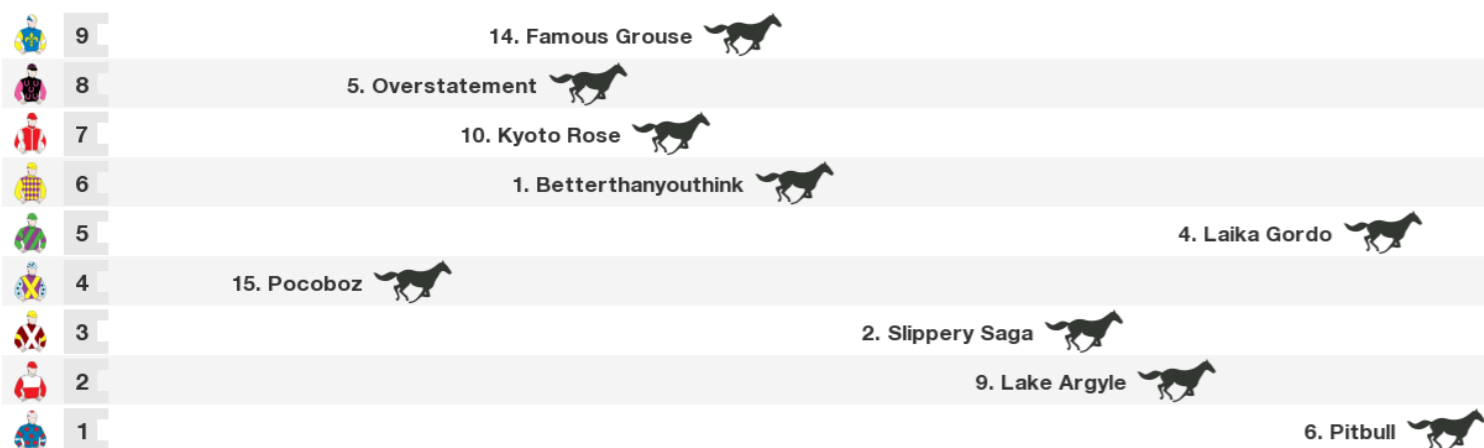 9 14. Famous Grouse
8 5. Overstatement
7 10. Kyoto Rose
6 1. Betterthanyouthink
5 4. Laika Gordo
4 15. Pocoboz
3 2. Slippery Saga
2 9. Lake Argyle
1 6. Pitbull